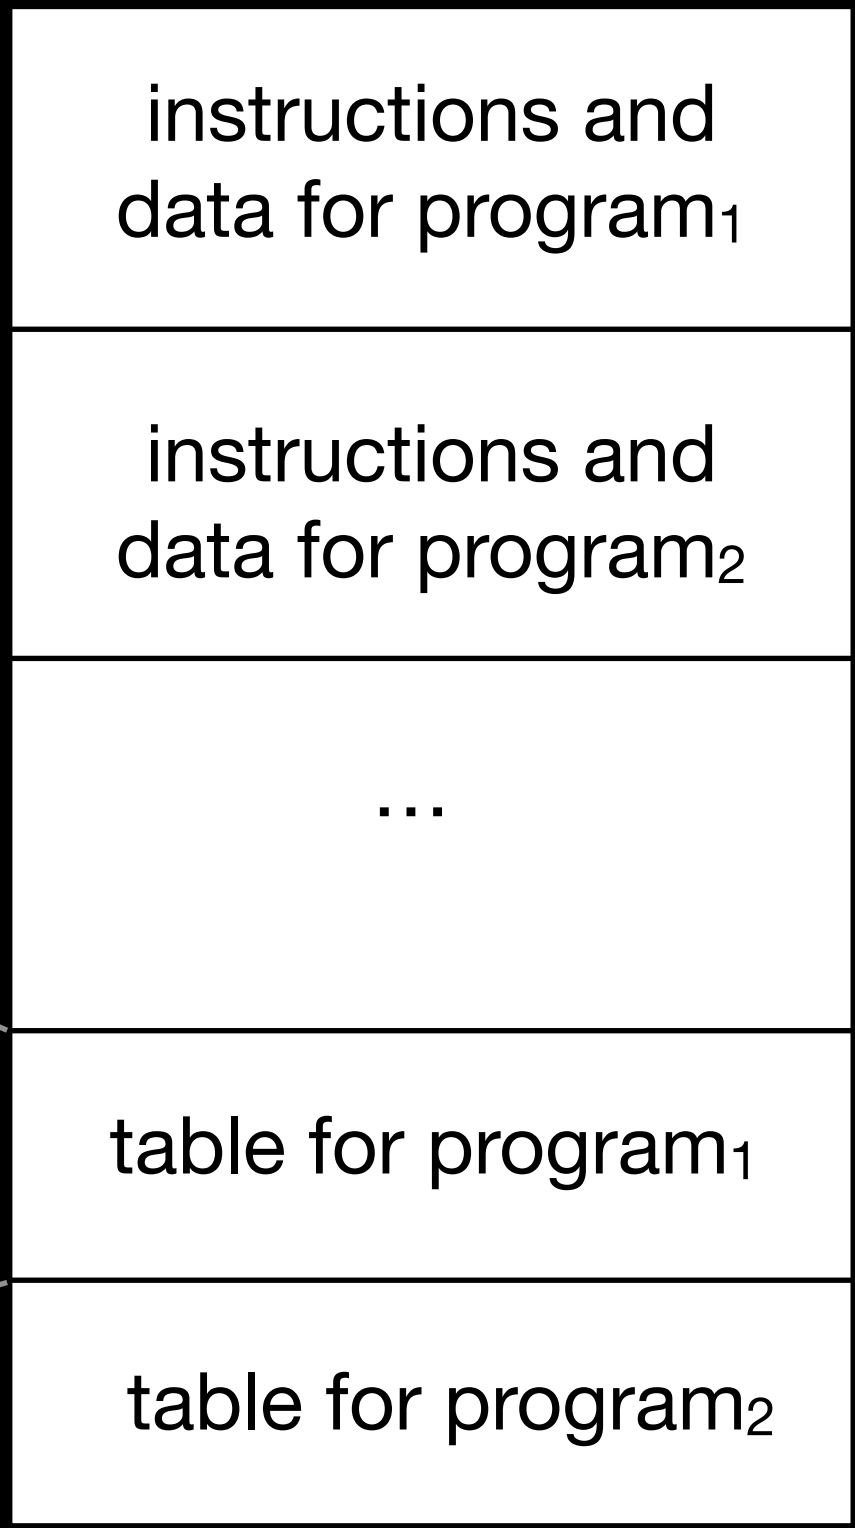 instructions and
data for program₁
instructions and
data for program₂
...
table for program₁
table for program₂